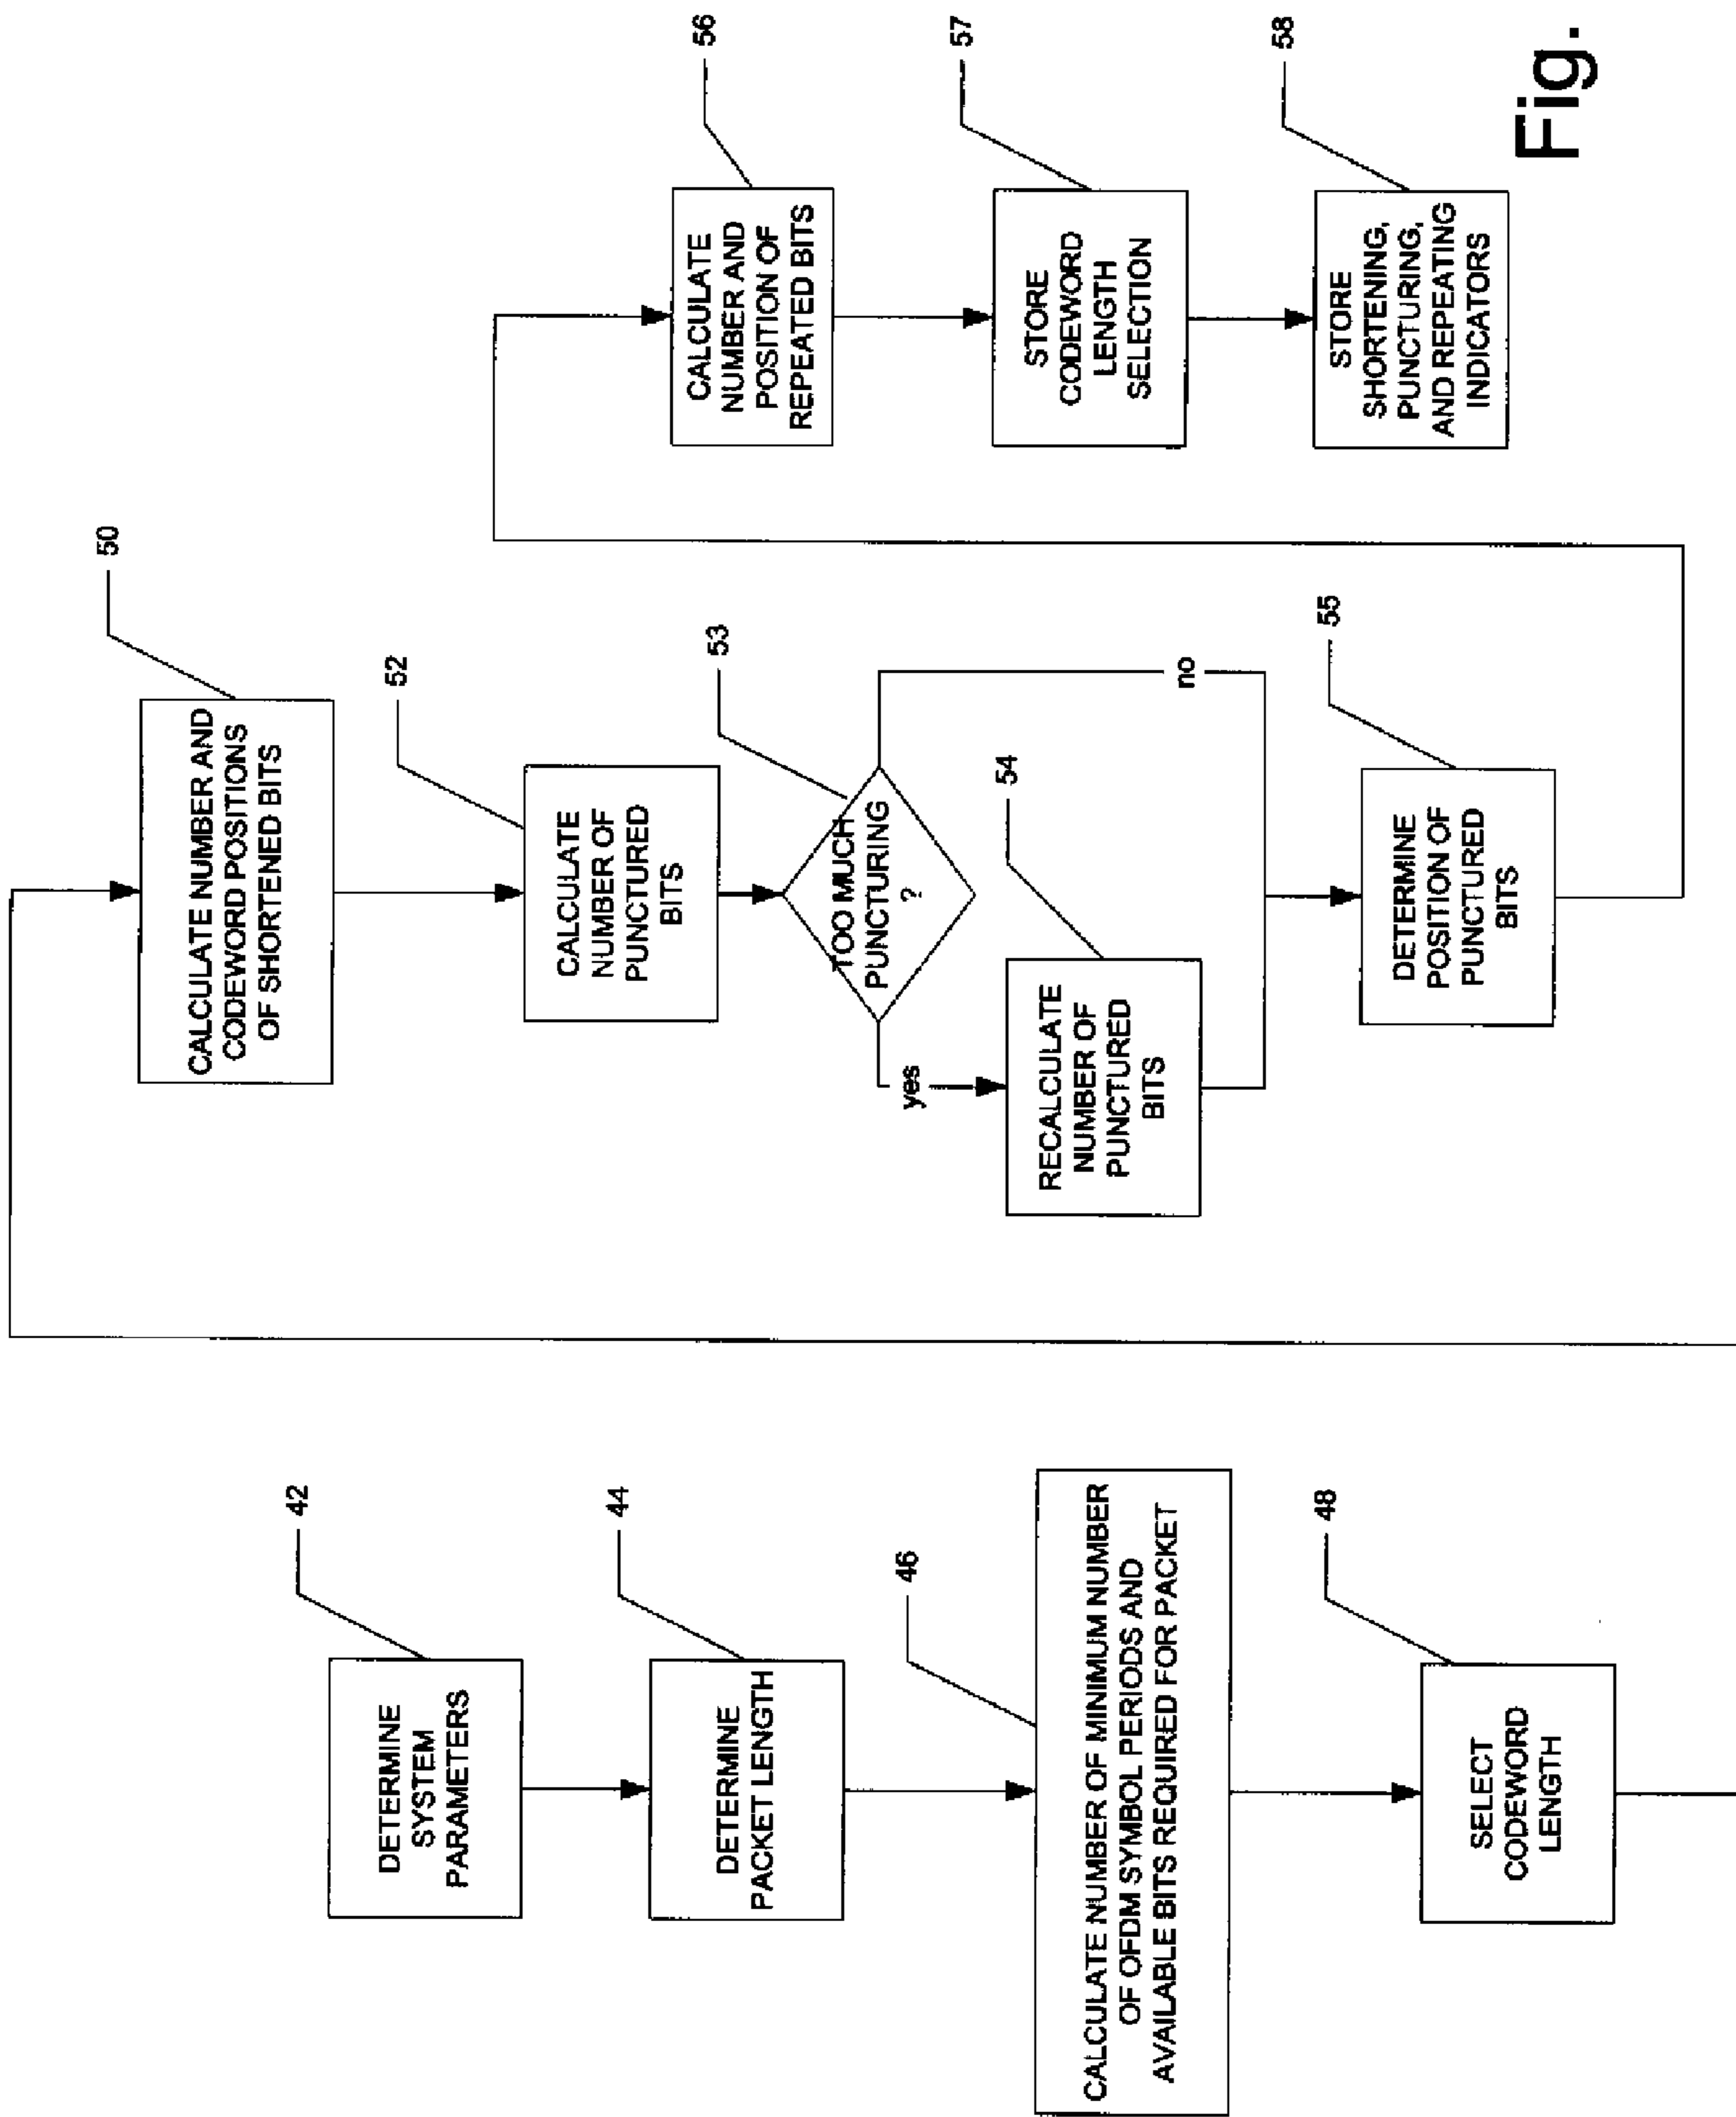 42
DETERMINE
SYSTEM
PARAMETERS
44
DETERMINE
PACKET LENGTH
46
CALCULATE NUMBER OF MINIMUM NUMBER
OF OFDM SYMBOL PERIODS AND
AVAILABLE BITS REQUIRED FOR PACKET
48
SELECT
CODEWORD
LENGTH
50
CALCULATE NUMBER AND
CODEWORD POSITIONS
OF SHORTENED BITS
52
CALCULATE
NUMBER OF
PUNCTURED
BITS
53
TOO MUCH
PUNCTURING
?
yes
no
54
RECALCULATE
NUMBER OF
PUNCTURED
BITS
55
DETERMINE
POSITION OF
PUNCTURED
BITS
56
CALCULATE
NUMBER AND
POSITION OF
REPEATED BITS
57
STORE
CODEWORD
LENGTH
SELECTION
58
STORE
SHORTENING,
PUNCTURING,
AND REPEATING
INDICATORS
Fig.